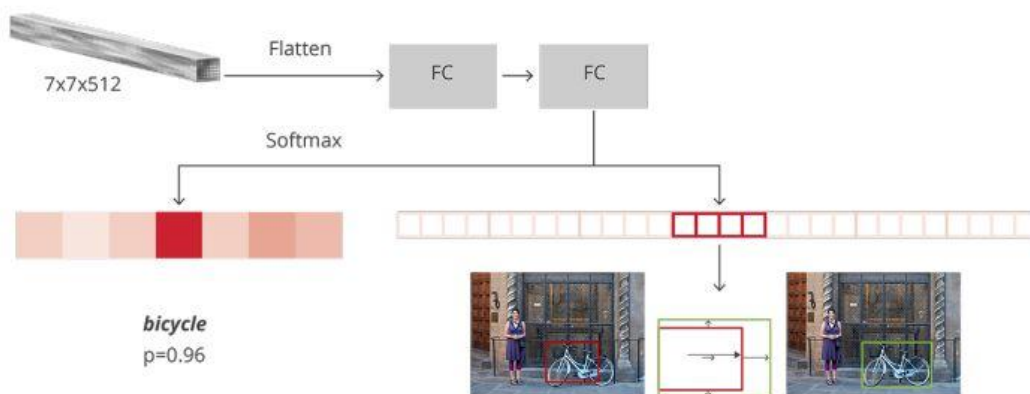 Flatten
7x7x512
FC
FC
Softmax
bicycle
p=0.96